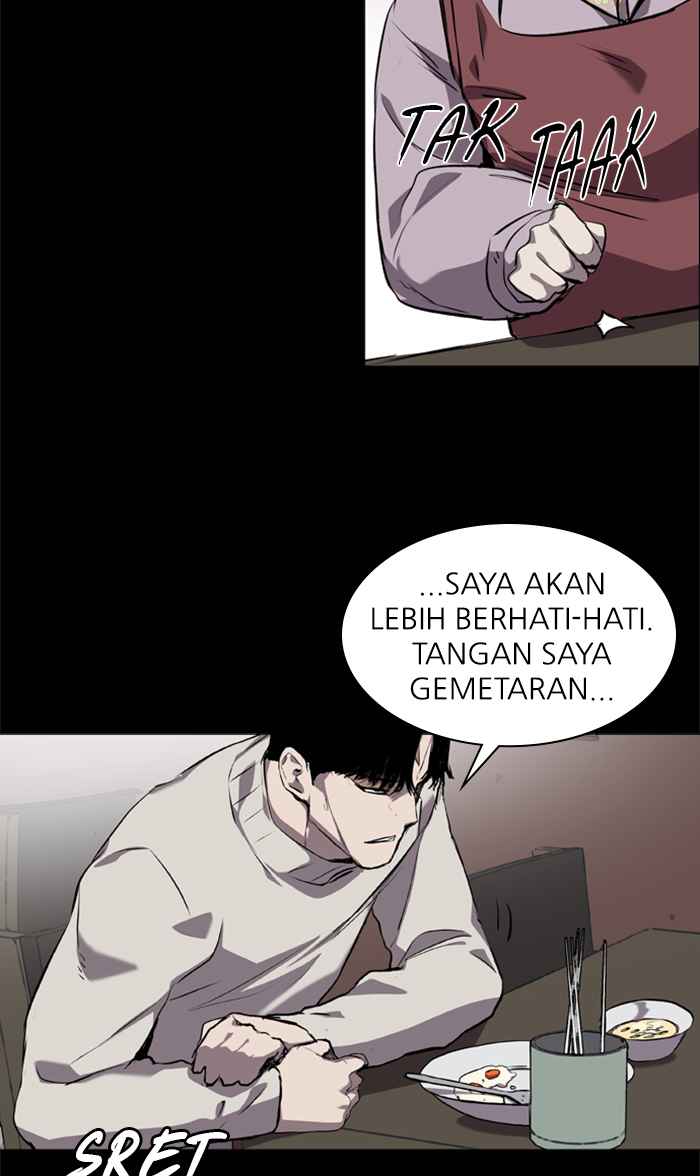 TAK
TAAK
...SAYA AKAN
LEBIH BERHATI-HATI.
TANGAN SAYA
GEMETARAN...
SRET